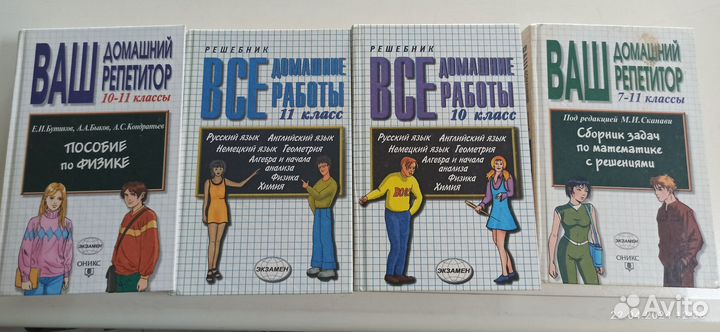 ВАШ
ДОМАШНИЙ
РЕПЕТИТОР
10-11 классы
Е.И.Бутиков, А.А.Быков, А.С.Кондратьев
ПОСОБИЕ
по ФИЗИКЕ
ЭКЗАМЕН
ОНИКС
РЕШЕБНИК
ВСЕ
ДОМАШНИЕ
РАБОТЫ
11 класс
Русский язык Английский язык
Немецкий язык Геометрия
Алгебра и начала
анализа
Физика
Химия
ЭКЗАМЕН
РЕШЕБНИК
ВСЕ
ДОМАШНИЕ
РАБОТЫ
10 класс
Русский язык Английский язык
Немецкий язык Геометрия
Алгебра и начала
анализа
Физика
Химия
ЭКЗАМЕН
ВАШ
ДОМАШНИЙ
РЕПЕТИТОР
7-11 классы
Под редакцией М.И.Сканави
Сборник задач
по математике
с решениями
ЭКЗАМЕН
ОНИКС
Avito